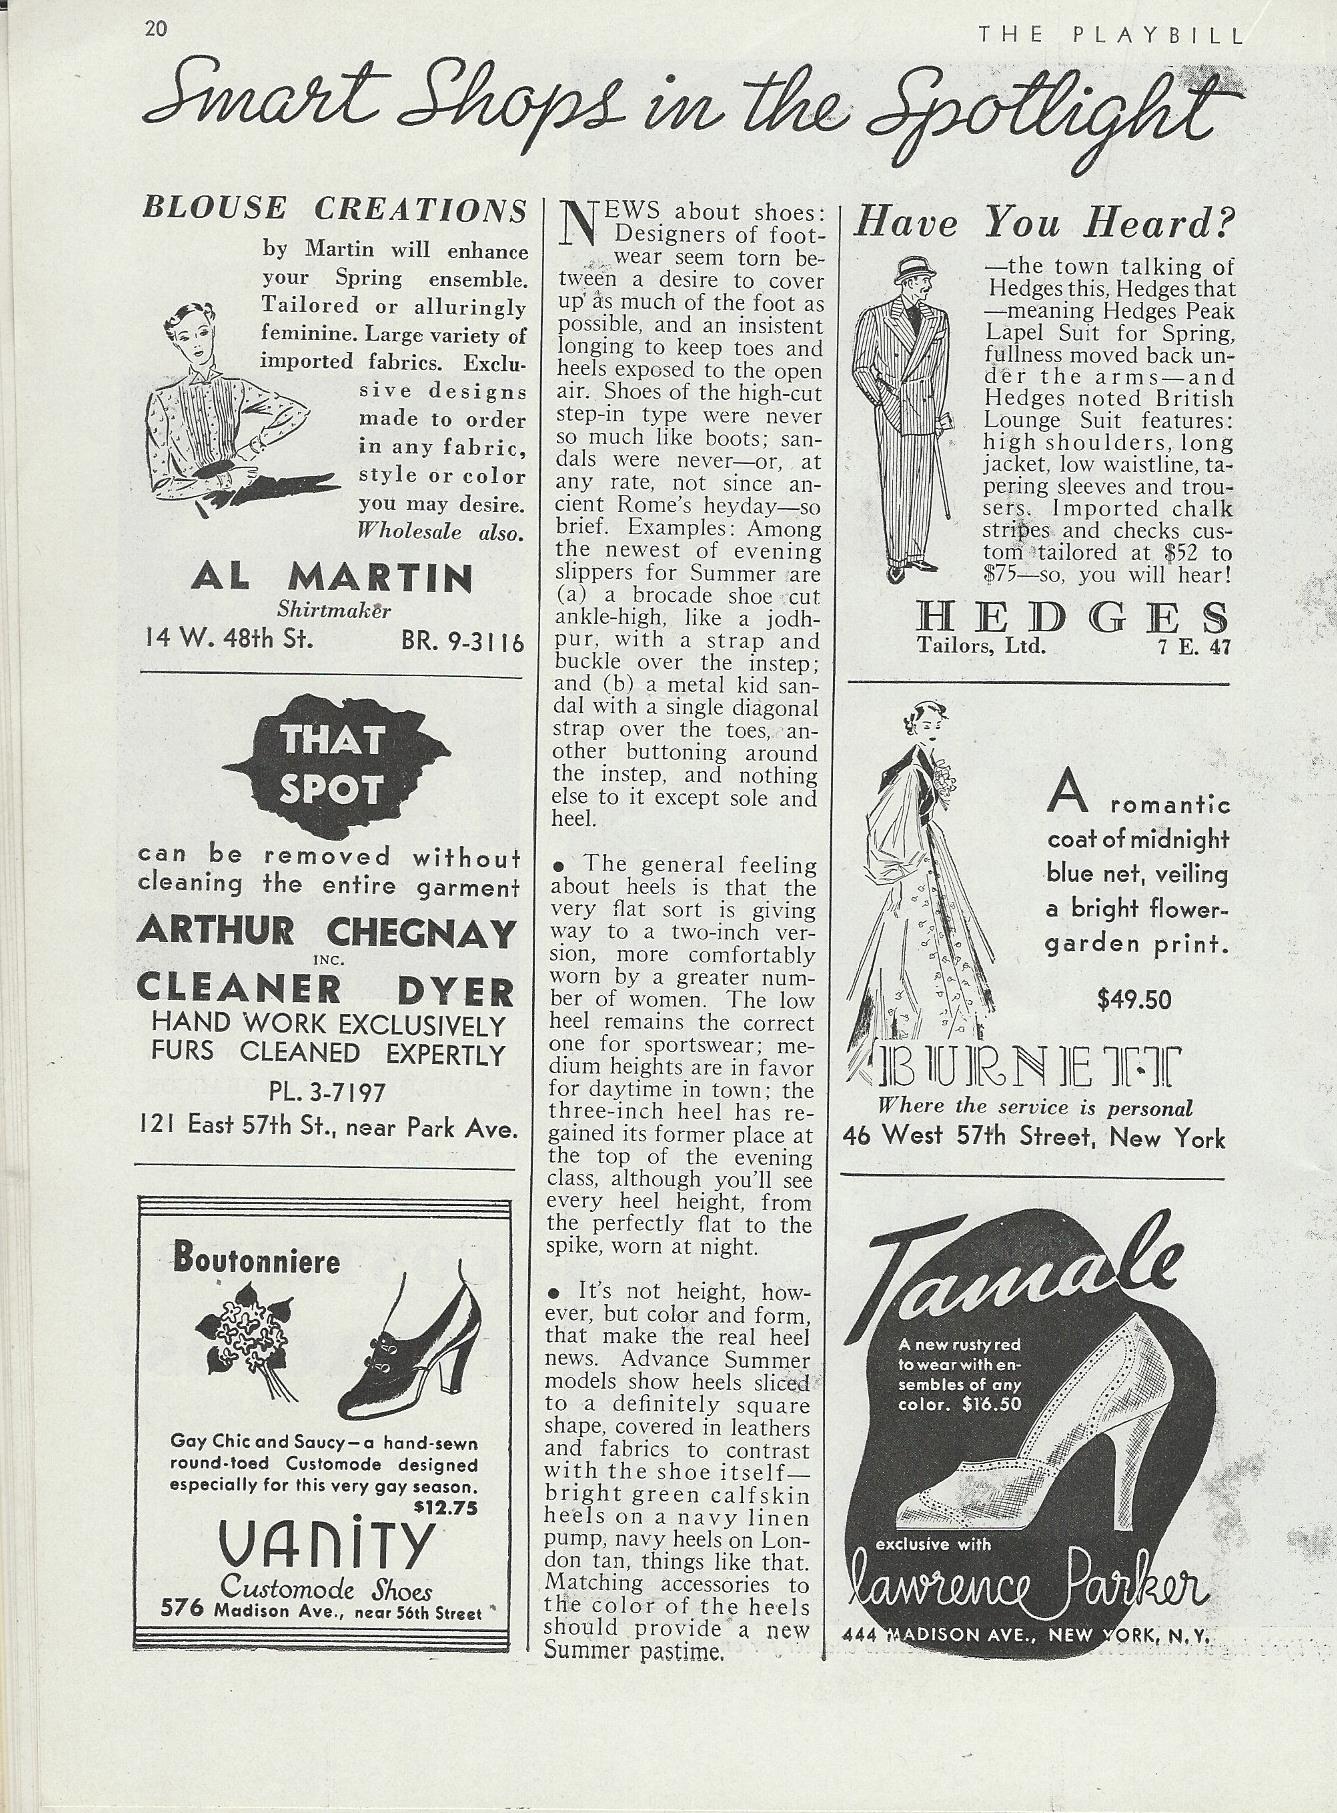 20
THE PLAYBILL
Smart Shops in the Spotlight
BLOUSE CREATIONS
by Martin will enhance
your Spring ensemble.
Tailored or alluringly
feminine. Large variety of
imported fabrics. Exclu-
sive designs
made to order
in any fabric,
style or color
you may desire.
Wholesale also.
AL MARTIN
Shirtmaker
14 W. 48th St. BR. 9-3116
THAT
SPOT
can be removed without
cleaning the entire garment
ARTHUR CHEGNAY
INC.
CLEANER DYER
HAND WORK EXCLUSIVELY
FURS CLEANED EXPERTLY
PL. 3-7197
121 East 57th St., near Park Ave.
Boutonniere
Gay Chic and Saucy—a hand-sewn
round-toed Customode designed
especially for this very gay season.
$12.75
VANITY
Customode Shoes
576 Madison Ave., near 56th Street
NEWS about shoes:
Designers of foot-
wear seem torn be-
tween a desire to cover
up as much of the foot as
possible, and an insistent
longing to keep toes and
heels exposed to the open
air. Shoes of the high-cut
step-in type were never
so much like boots; san-
dals were never—or, at
any rate, not since an-
cient Rome's heyday—so
brief. Examples: Among
the newest of evening
slippers for Summer are
(a) a brocade shoe cut
ankle-high, like a jodh-
pur, with a strap and
buckle over the instep;
and (b) a metal kid san-
dal with a single diagonal
strap over the toes, an-
other buttoning around
the instep, and nothing
else to it except sole and
heel.
• The general feeling
about heels is that the
very flat sort is giving
way to a two-inch ver-
sion, more comfortably
worn by a greater num-
ber of women. The low
heel remains the correct
one for sportswear; me-
dium heights are in favor
for daytime in town; the
three-inch heel has re-
gained its former place at
the top of the evening
class, although you'll see
every heel height, from
the perfectly flat to the
spike, worn at night.
• It's not height, how-
ever, but color and form,
that make the real heel
news. Advance Summer
models show heels sliced
to a definitely square
shape, covered in leathers
and fabrics to contrast
with the shoe itself—
bright green calfskin
heels on a navy linen
pump, navy heels on Lon-
don tan, things like that.
Matching accessories to
the color of the heels
should provide a new
Summer pastime.
Have You Heard?
—the town talking of
Hedges this, Hedges that
—meaning Hedges Peak
Lapel Suit for Spring,
fullness moved back un-
der the arms—and
Hedges noted British
Lounge Suit features:
high shoulders, long
jacket, low waistline, ta-
pering sleeves and trou-
sers. Imported chalk
stripes and checks cus-
tom tailored at $52 to
$75—so, you will hear!
HEDGES
Tailors, Ltd. 7 E. 47
A romantic
coat of midnight
blue net, veiling
a bright flower-
garden print.
$49.50
BURNETT
Where the service is personal
46 West 57th Street, New York
Tamale
A new rusty red
to wear with en-
sembles of any
color. $16.50
exclusive with
Lawrence Parker
444 MADISON AVE., NEW YORK, N.Y.